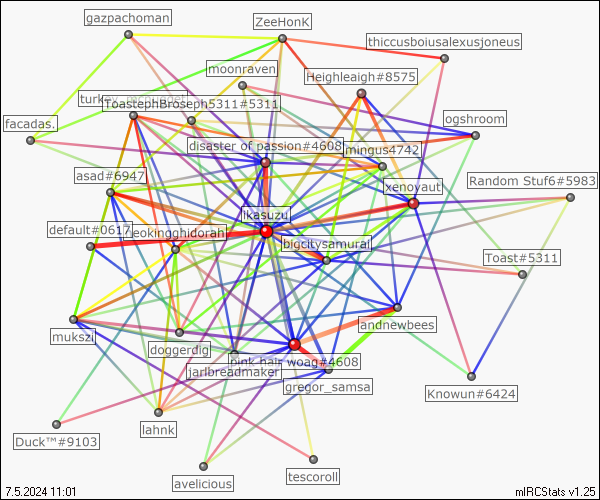 gazpachoman
ZeeHonK
thiccusboiusalexusjoneus
moonraven
Heighleaigh#8575
ToastephBroseph5311#5311
facadas.
ogshroom
disaster of passion#4608
mingus4742
asad#6947
xenoyaut
Random Stuf6#5983
ikasuzu
default#0617
eokingghidorah
bigcitysamurai
Toast#5311
mukszi
andnewbees
doggerdig
pink hair woag#4608
jarlbreadmaker
gregor_samsa
Knowun#6424
lahnk
Duck™#9103
avelicious
tescoroll
7.5.2024 11:01
mIRCStats v1.25